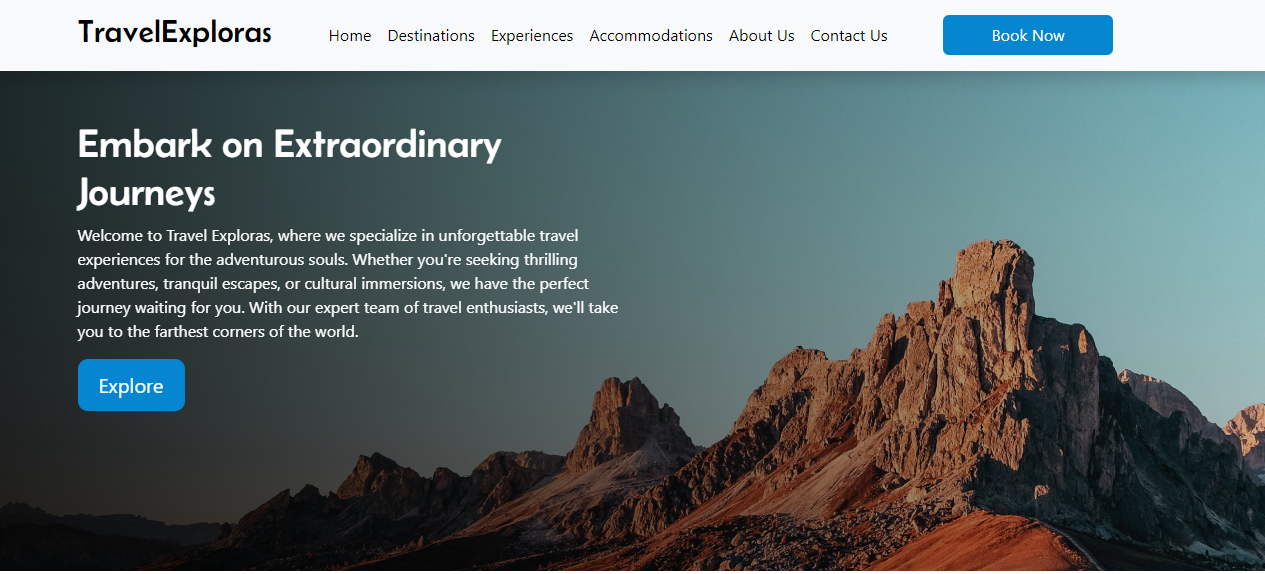 TravelExploras
Home Destinations Experiences Accommodations About Us Contact Us
Book Now
Embark on Extraordinary
Journeys
Welcome to Travel Exploras, where we specialize in unforgettable travel
experiences for the adventurous souls. Whether you're seeking thrilling
adventures, tranquil escapes, or cultural immersions, we have the perfect
journey waiting for you. With our expert team of travel enthusiasts, we'll take
you to the farthest corners of the world.
Explore